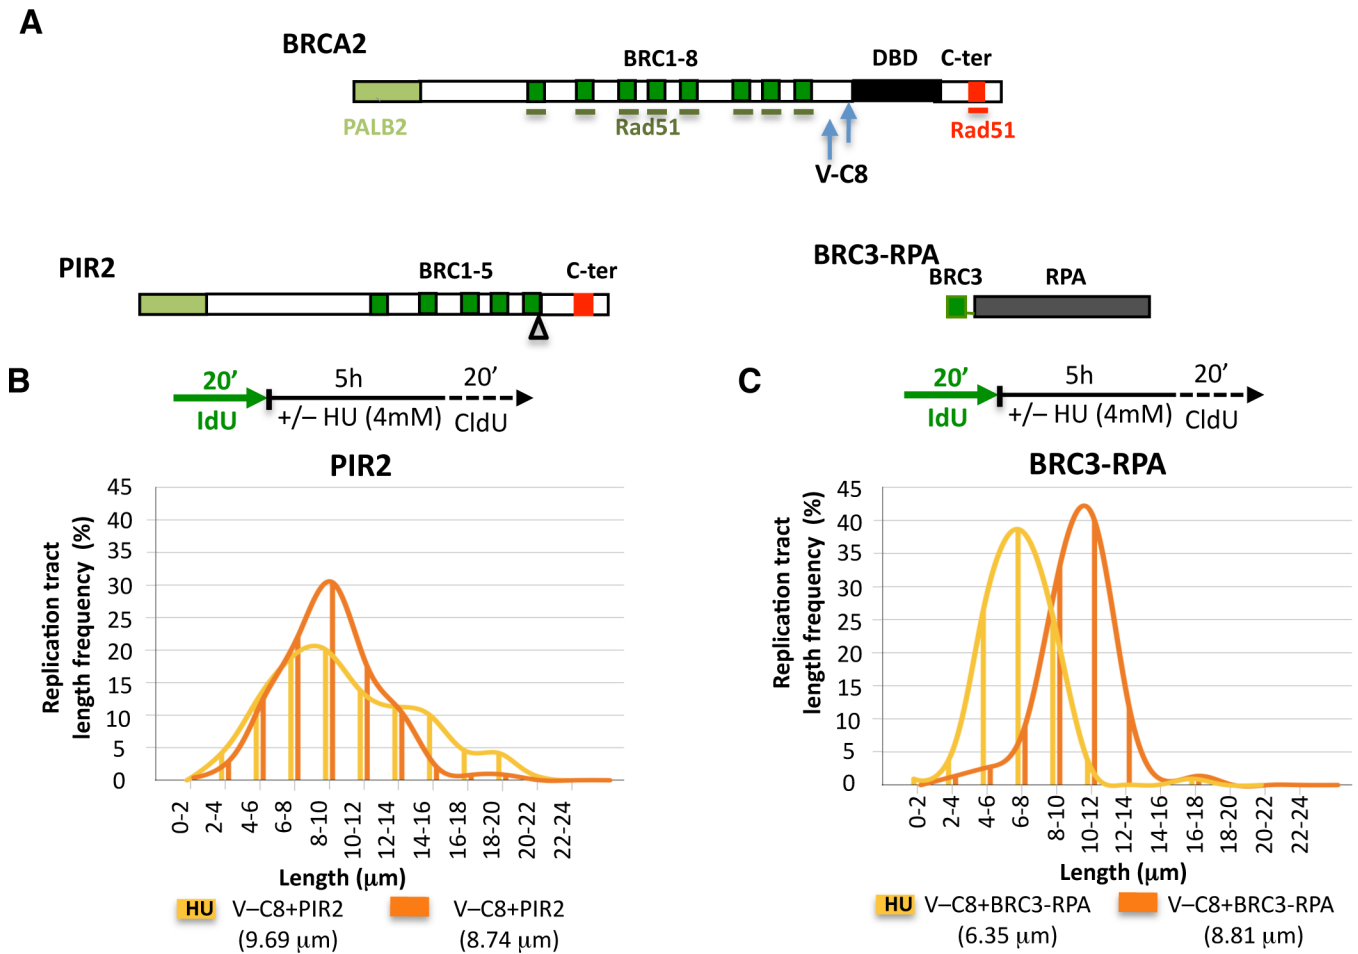 A
BRCA2
BRC1-8 DBD C-ter
PALB2 Rad51 Rad51
V-C8
PIR2
BRC1-5 C-ter
BRC3-RPA
BRC3 RPA
B
20' 5h 20'
IdU +/– HU (4mM) CldU
PIR2
Replication tract
length frequency (%)
45
40
35
30
25
20
15
10
5
0
0-2 2-4 4-6 6-8 8-10 10-12 12-14 14-16 16-18 18-20 20-22 22-24
Length (µm)
HU V–C8+PIR2 V–C8+PIR2
(9.69 µm) (8.74 µm)
C
20' 5h 20'
IdU +/– HU (4mM) CldU
BRC3-RPA
Replication tract
length frequency (%)
45
40
35
30
25
20
15
10
5
0
0-2 2-4 4-6 6-8 8-10 10-12 12-14 14-16 16-18 18-20 20-22 22-24
Length (µm)
HU V–C8+BRC3-RPA V–C8+BRC3-RPA
(6.35 µm) (8.81 µm)